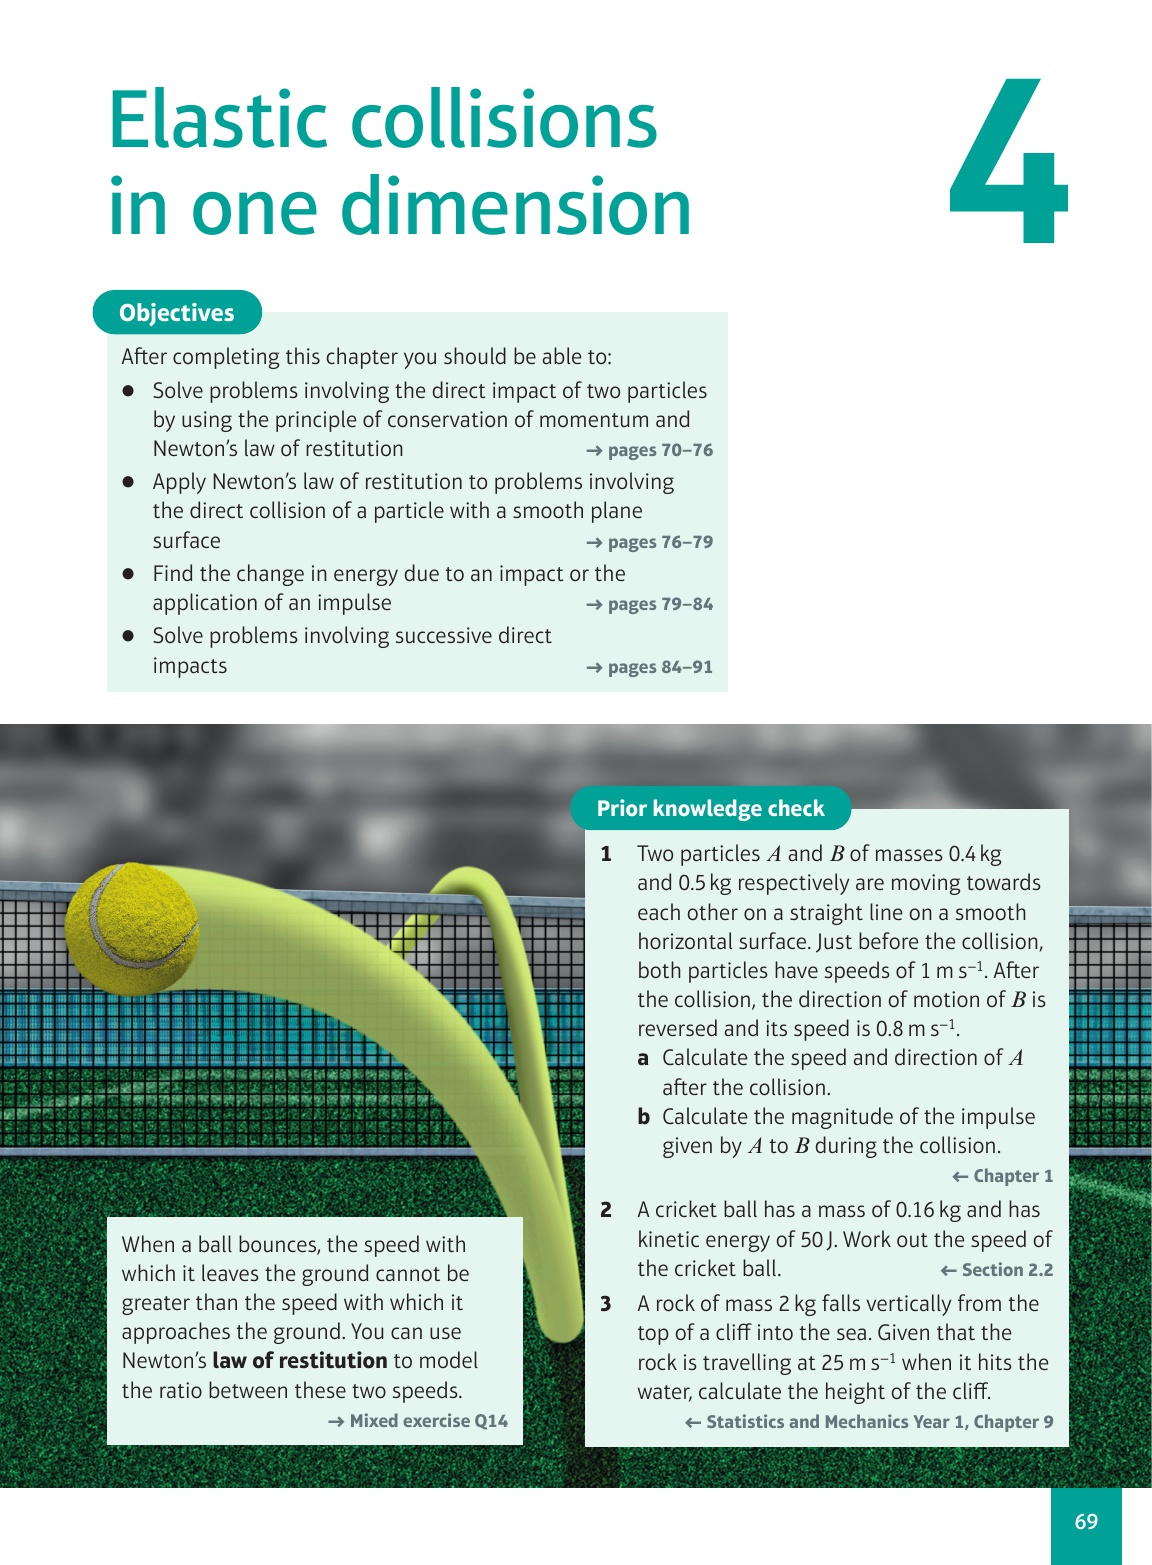 Elastic collisions
in one dimension
4
Objectives
After completing this chapter you should be able to:
● Solve problems involving the direct impact of two particles
by using the principle of conservation of momentum and
Newton’s law of restitution → pages 70–76
● Apply Newton’s law of restitution to problems involving
the direct collision of a particle with a smooth plane
surface → pages 76–79
● Find the change in energy due to an impact or the
application of an impulse → pages 79–84
● Solve problems involving successive direct
impacts → pages 84–91
When a ball bounces, the speed with
which it leaves the ground cannot be
greater than the speed with which it
approaches the ground. You can use
Newton’s law of restitution to model
the ratio between these two speeds.
→ Mixed exercise Q14
Prior knowledge check
1 Two particles A and B of masses 0.4 kg
and 0.5 kg respectively are moving towards
each other on a straight line on a smooth
horizontal surface. Just before the collision,
both particles have speeds of 1 m s⁻¹. After
the collision, the direction of motion of B is
reversed and its speed is 0.8 m s⁻¹.
a Calculate the speed and direction of A
after the collision.
b Calculate the magnitude of the impulse
given by A to B during the collision.
← Chapter 1
2 A cricket ball has a mass of 0.16 kg and has
kinetic energy of 50 J. Work out the speed of
the cricket ball. ← Section 2.2
3 A rock of mass 2 kg falls vertically from the
top of a cliff into the sea. Given that the
rock is travelling at 25 m s⁻¹ when it hits the
water, calculate the height of the cliff.
← Statistics and Mechanics Year 1, Chapter 9
69